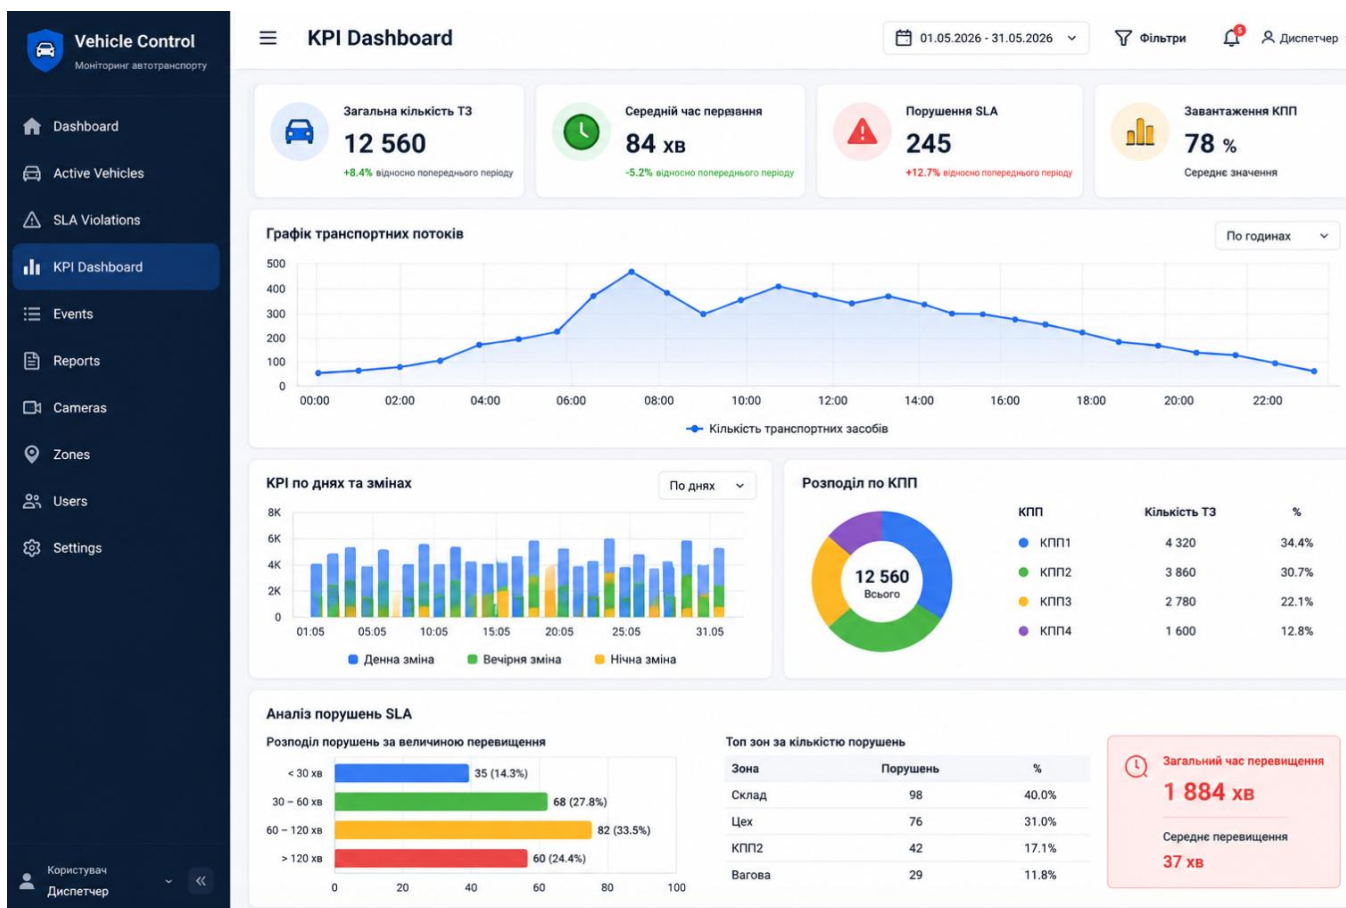 Vehicle Control
Моніторинг автотранспорту
Dashboard
Active Vehicles
SLA Violations
KPI Dashboard
Events
Reports
Cameras
Zones
Users
Settings
Користувач
Диспетчер
KPI Dashboard
01.05.2026 - 31.05.2026
Фільтри
5
Диспетчер
Загальна кількість ТЗ
12 560
+8.4% відносно попереднього періоду
Середній час перевання
84 хв
-5.2% відносно попереднього періоду
Порушення SLA
245
+12.7% відносно попереднього періоду
Завантаження КПП
78 %
Середнє значення
Графік транспортних потоків
По годинах
500
400
300
200
100
0
00:00 02:00 04:00 06:00 08:00 10:00 12:00 14:00 16:00 18:00 20:00 22:00
Кількість транспортних засобів
KPI по днях та змінах
По днях
8K
6K
4K
2K
0
01:05 05:05 10:05 15:05 20:05 25:05 31.05
Денна зміна Вечірня зміна Нічна зміна
Розподіл по КПП
12 560
Всього
КПП Кількість ТЗ %
КПП1 4 320 34.4%
КПП2 3 860 30.7%
КПП3 2 780 22.1%
КПП4 1 600 12.8%
Аналіз порушень SLA
Розподіл порушень за величиною перевищення
< 30 хв 35 (14.3%)
30 – 60 хв 68 (27.8%)
60 – 120 хв 82 (33.5%)
> 120 хв 60 (24.4%)
0 20 40 60 80 100
Топ зон за кількістю порушень
Зона Порушень %
Склад 98 40.0%
Цех 76 31.0%
КПП2 42 17.1%
Вагова 29 11.8%
Загальний час перевищення
1 884 хв
Середнє перевищення
37 хв